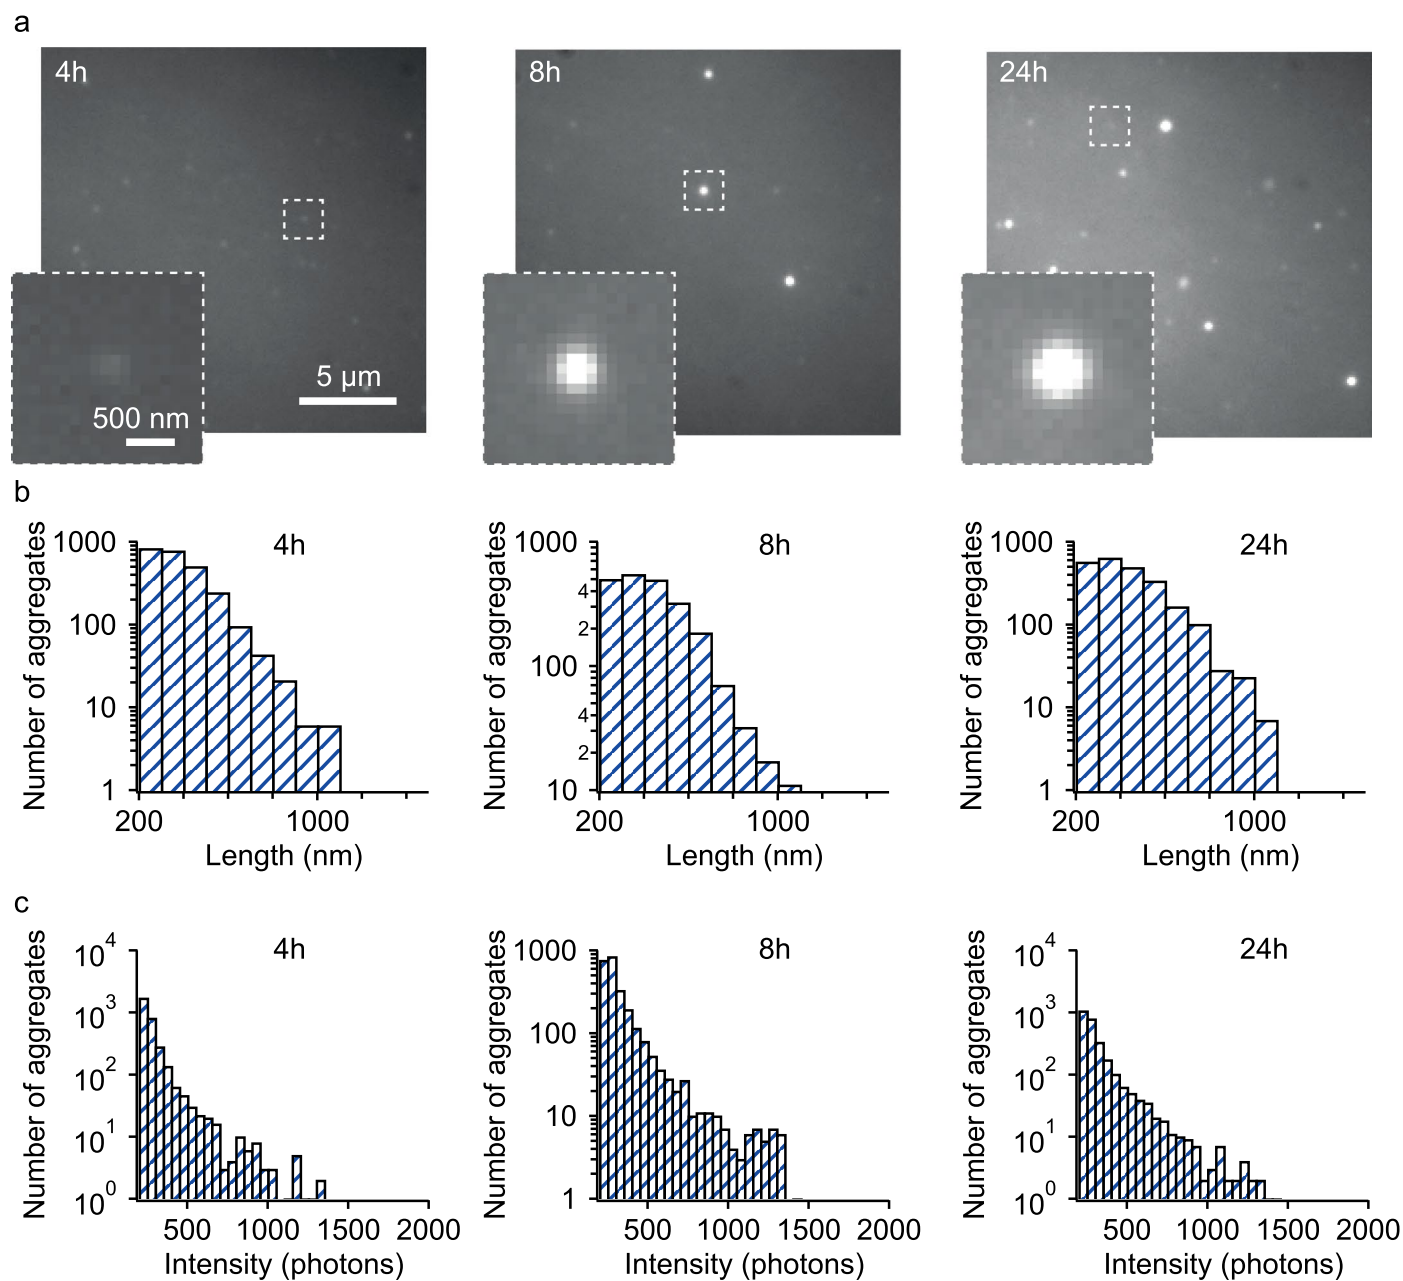 a
4h
8h
24h
5 µm
500 nm
b
Number of aggregates
1000
100
10
1
4h
200
1000
Length (nm)
Number of aggregates
1000
4
2
100
4
2
10
8h
200
1000
Length (nm)
Number of aggregates
1000
100
10
1
24h
200
1000
Length (nm)
c
Number of aggregates
10^4
10^3
10^2
10^1
10^0
4h
500 1000 1500 2000
Intensity (photons)
Number of aggregates
1000
100
10
1
8h
500 1000 1500 2000
Intensity (photons)
Number of aggregates
10^4
10^3
10^2
10^1
10^0
24h
500 1000 1500 2000
Intensity (photons)